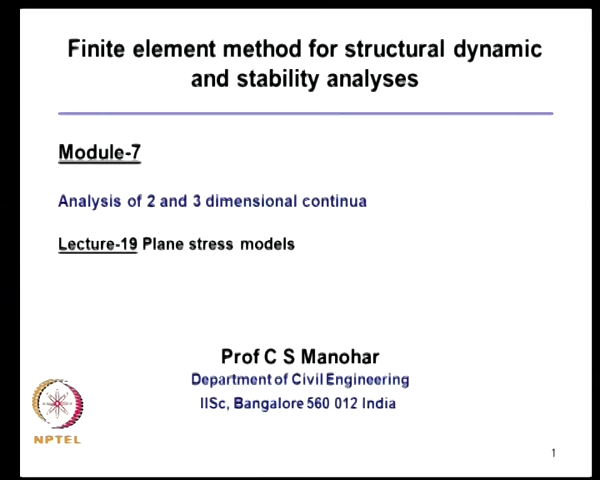 Finite element method for structural dynamic
and stability analyses
Module-7
Analysis of 2 and 3 dimensional continua
Lecture-19 Plane stress models
Prof C S Manohar
Department of Civil Engineering
IISc, Bangalore 560 012 India
NPTEL
1